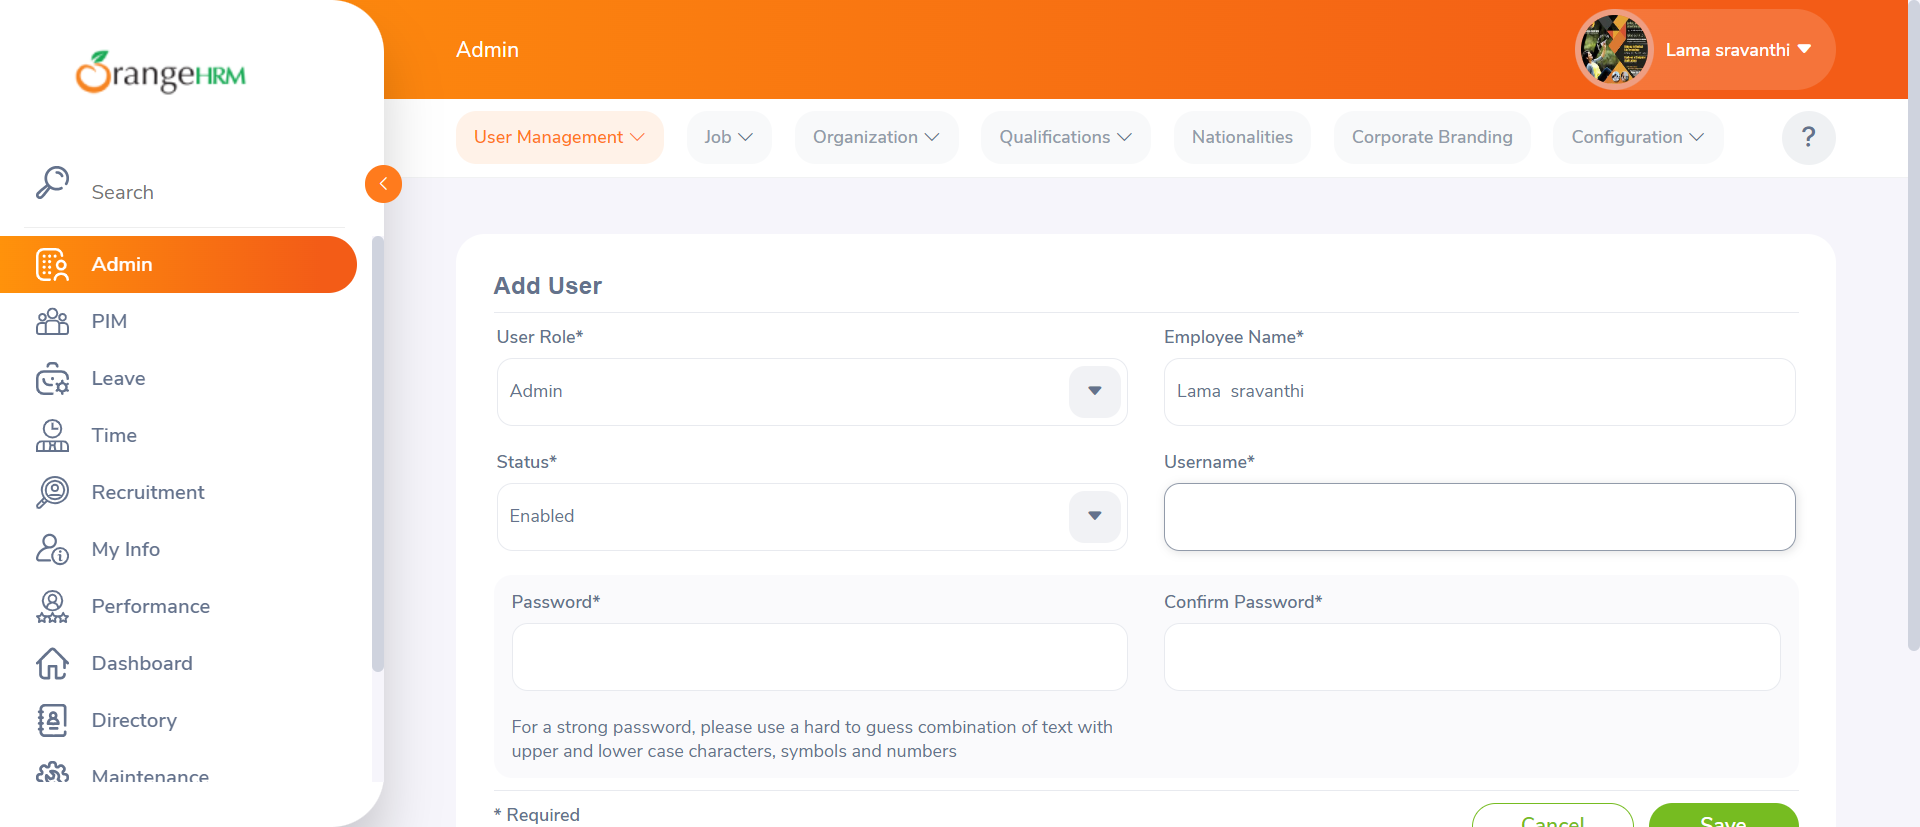 OrangeHRM
Search
Admin
PIM
Leave
Time
Recruitment
My Info
Performance
Dashboard
Directory
Maintenance
Admin
Lama sravanthi
User Management
Job
Organization
Qualifications
Nationalities
Corporate Branding
Configuration
?
Add User
User Role*
Admin
Employee Name*
Lama  sravanthi
Status*
Enabled
Username*
Password*
Confirm Password*
For a strong password, please use a hard to guess combination of text with
upper and lower case characters, symbols and numbers
* Required
Cancel
Save